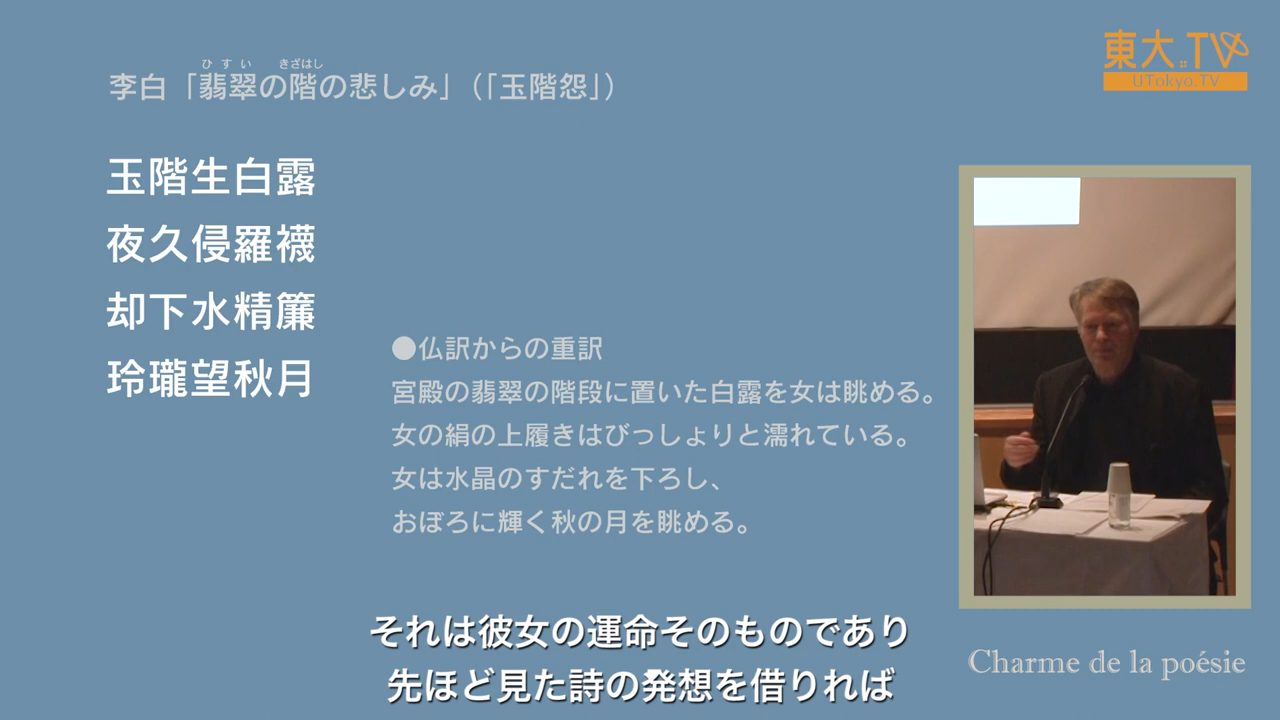 東大.TV
UTokyo.TV
ひすい きざはし
李白「翡翠の階の悲しみ」（「玉階怨」）
玉階生白露
夜久侵羅襪
却下水精簾
玲瓏望秋月
●仏訳からの重訳
宮殿の翡翠の階段に置いた白露を女は眺める。
女の絹の上履きはびっしょりと濡れている。
女は水晶のすだれを下ろし、
おぼろに輝く秋の月を眺める。
それは彼女の運命そのものであり
先ほど見た詩の発想を借りれば
Charme de la poésie